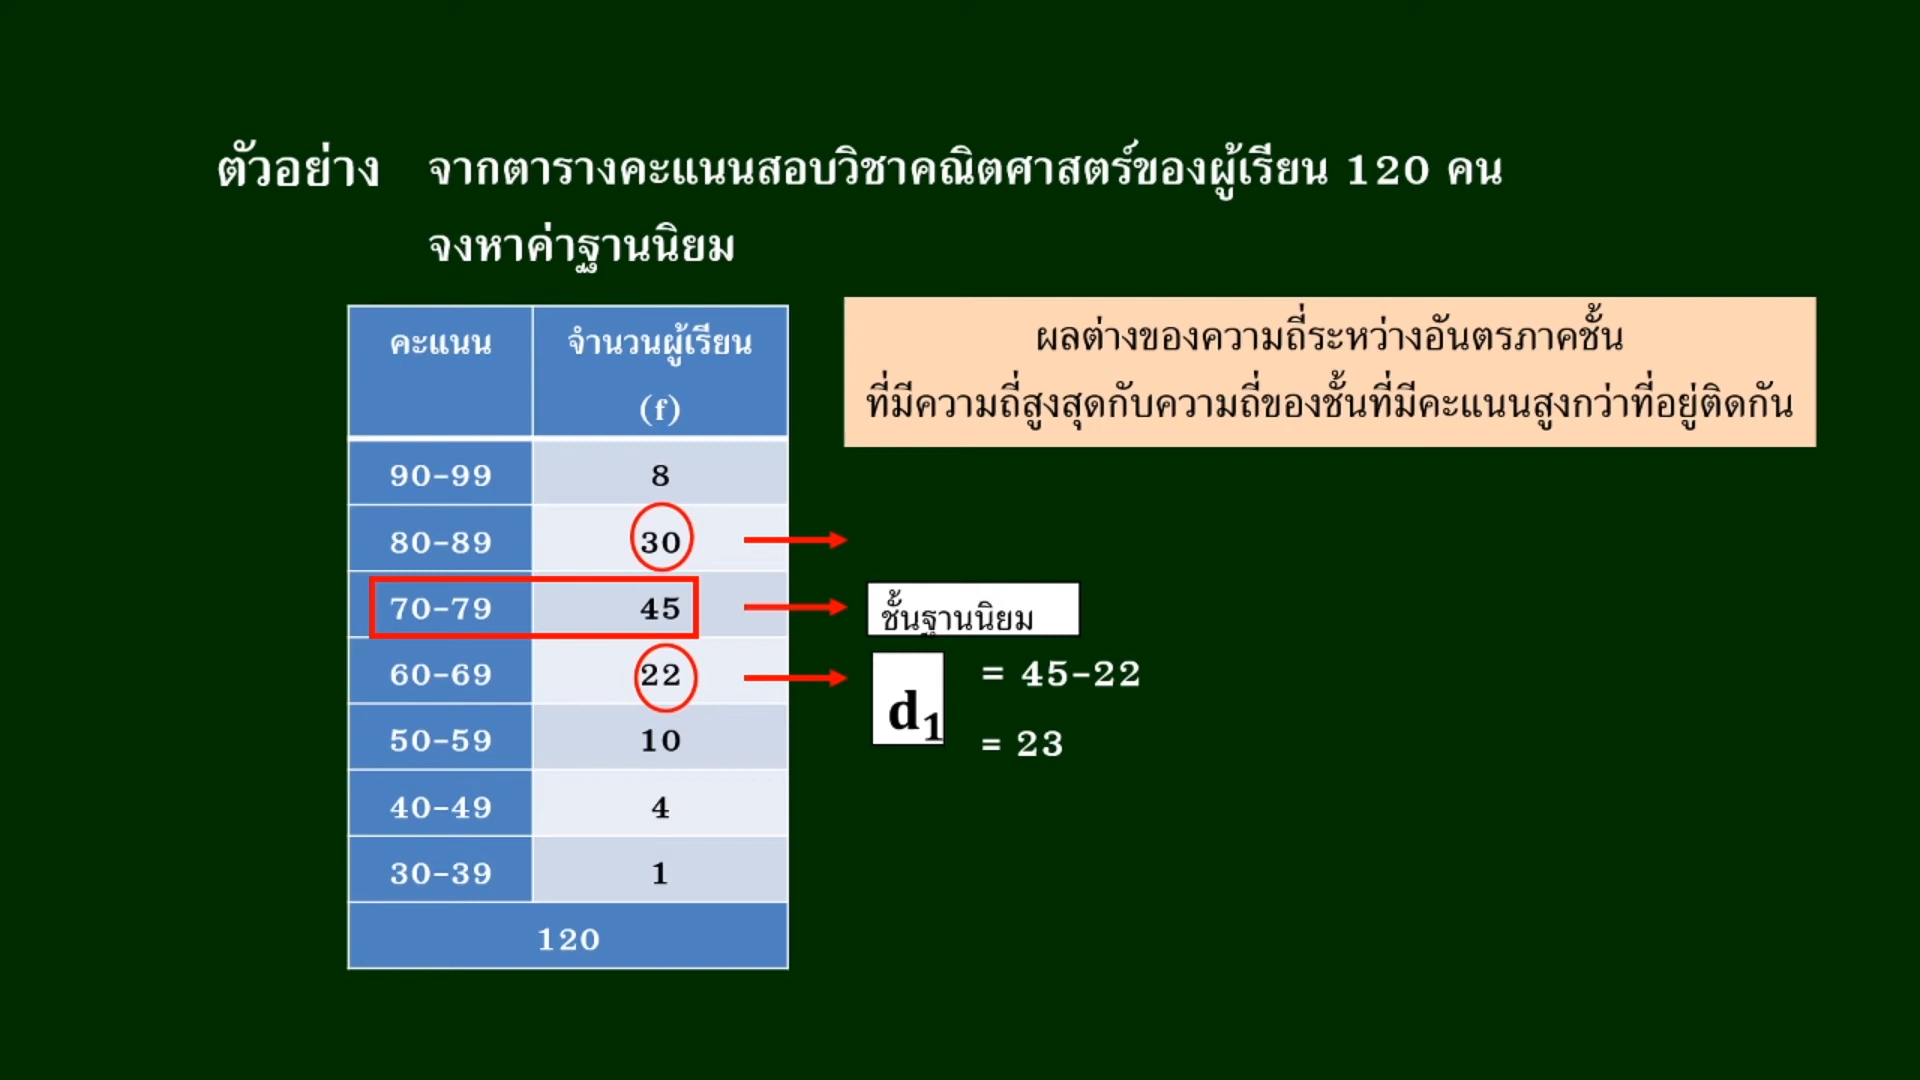 ตัวอย่าง จากตารางคะแนนสอบวิชาคณิตศาสตร์ของผู้เรียน 120 คน
จงหาค่าฐานนิยม
ผลต่างของความถี่ระหว่างอันตรภาคชั้น
ที่มีความถี่สูงสุดกับความถี่ของชั้นที่มีคะแนนสูงกว่าที่อยู่ติดกัน
คะแนน จำนวนผู้เรียน
(f)
90-99 8
80-89 30
70-79 45 ชั้นฐานนิยม
60-69 22 d₁ = 45-22
= 23
50-59 10
40-49 4
30-39 1
120